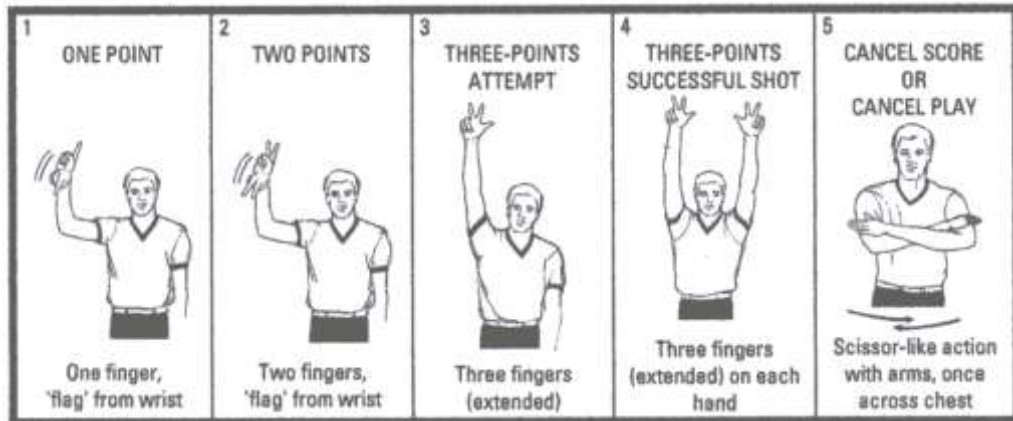 1
ONE POINT
One finger,
'flag' from wrist
2
TWO POINTS
Two fingers,
'flag' from wrist
3
THREE-POINTS
ATTEMPT
Three fingers
(extended)
4
THREE-POINTS
SUCCESSFUL SHOT
Three fingers
(extended) on each
hand
5
CANCEL SCORE
OR
CANCEL PLAY
Scissor-like action
with arms, once
across chest